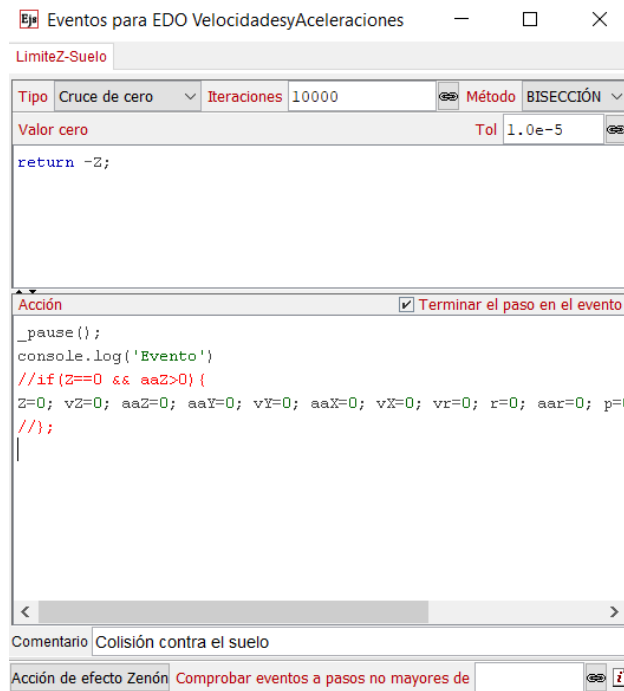 Ejs Eventos para EDO VelocidadesyAceleraciones
LimiteZ-Suelo
Tipo Cruce de cero Iteraciones 10000 Método BISECCIÓN
Valor cero Tol 1.0e-5
return -Z;
Acción Terminar el paso en el evento
_pause();
console.log('Evento')
//if(Z==0 && aaZ>0){
Z=0; vZ=0; aaZ=0; aaY=0; vY=0; aaX=0; vX=0; vr=0; r=0; aar=0; p=
//};
Comentario Colisión contra el suelo
Acción de efecto Zenón Comprobar eventos a pasos no mayores de i